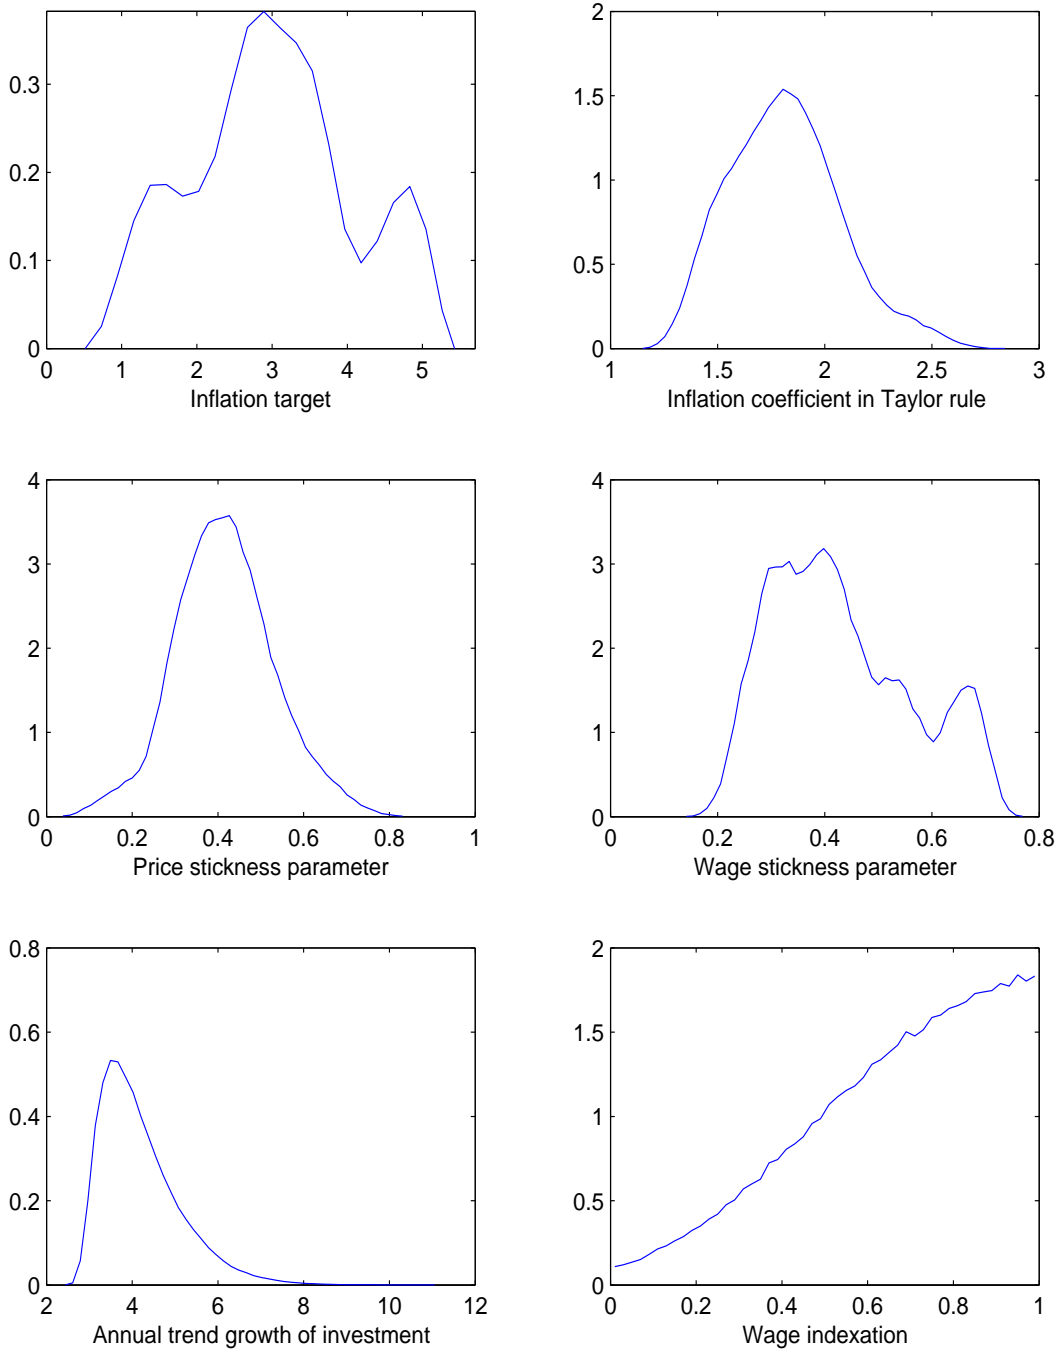 0.3
0.2
0.1
0
0 1 2 3 4 5
Inflation target
2
1.5
1
0.5
0
1 1.5 2 2.5 3
Inflation coefficient in Taylor rule
4
3
2
1
0
0 0.2 0.4 0.6 0.8 1
Price stickness parameter
4
3
2
1
0
0 0.2 0.4 0.6 0.8
Wage stickness parameter
0.8
0.6
0.4
0.2
0
2 4 6 8 10 12
Annual trend growth of investment
2
1.5
1
0.5
0
0 0.2 0.4 0.6 0.8 1
Wage indexation